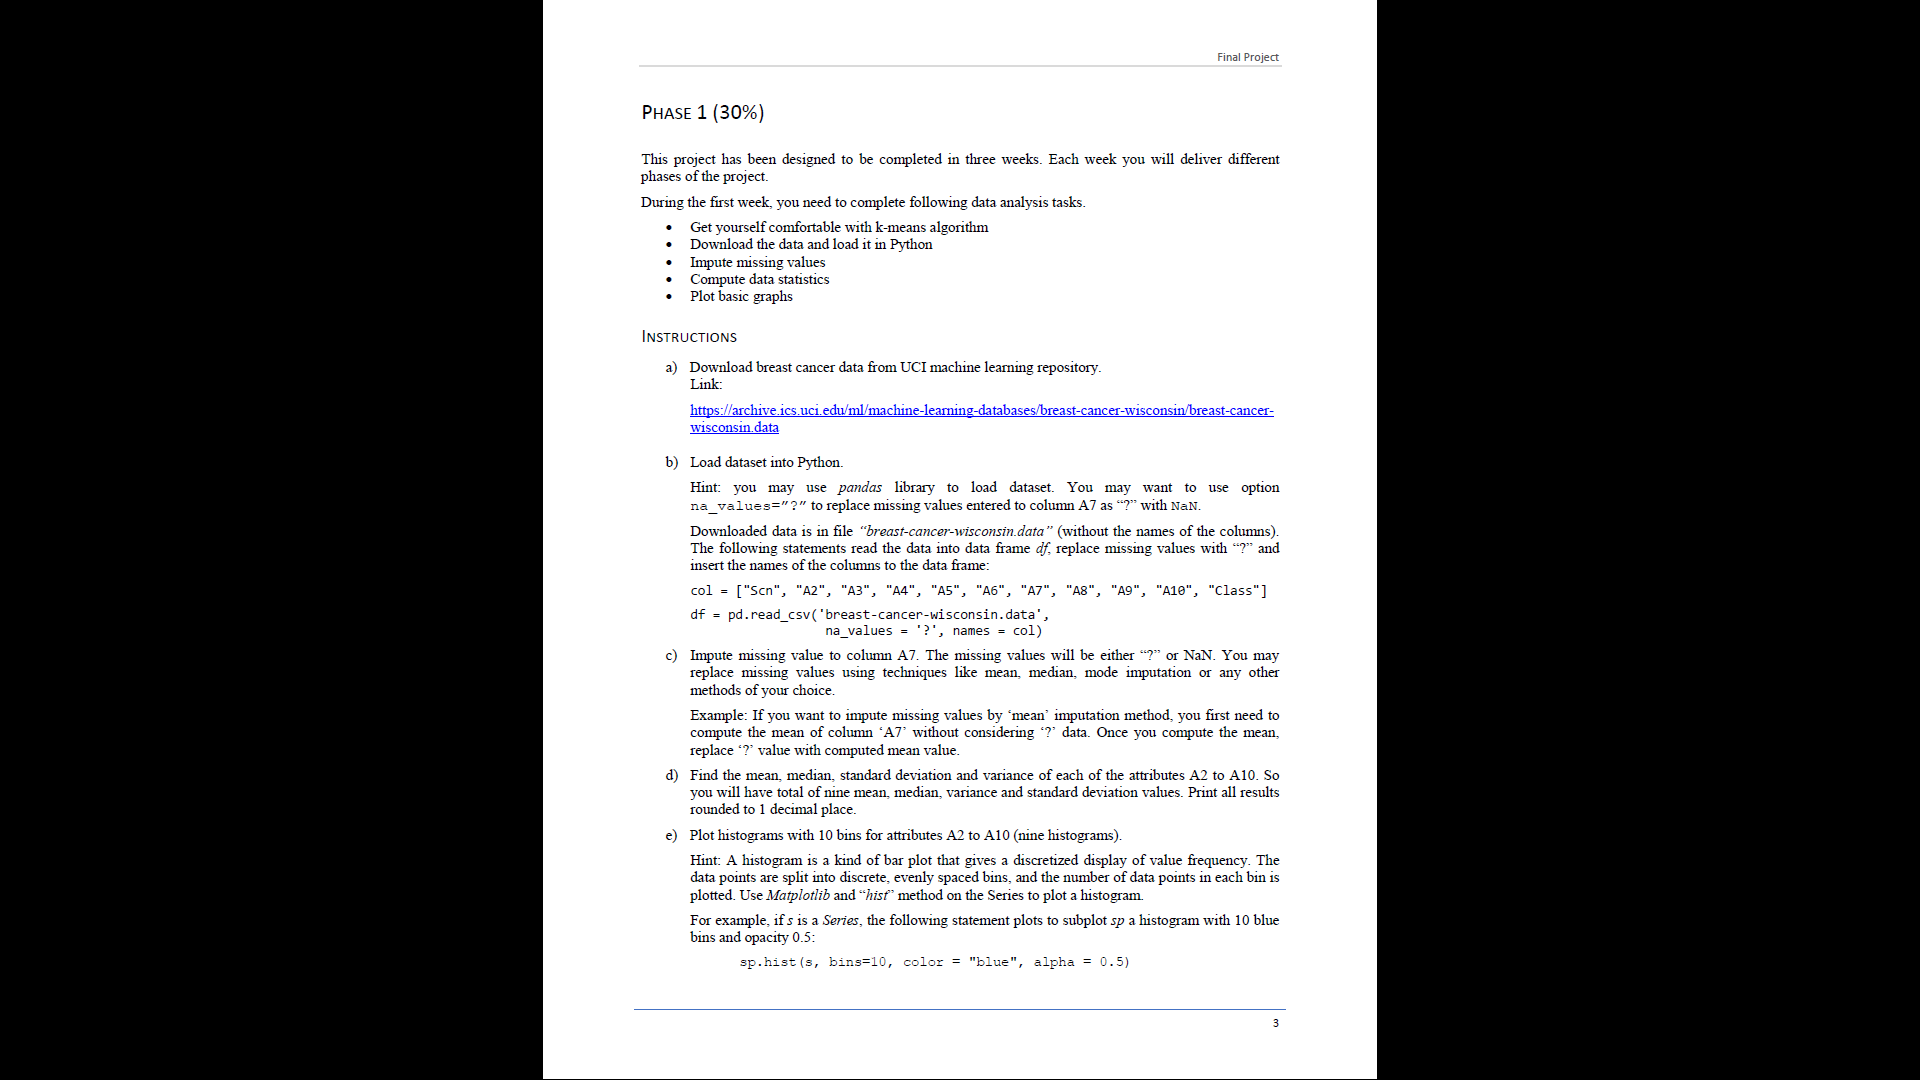 Final Project
PHASE 1 (30%)
This project has been designed to be completed in three weeks. Each week you will deliver different
phases of the project.
During the first week, you need to complete following data analysis tasks.
• Get yourself comfortable with k-means algorithm
• Download the data and load it in Python
• Impute missing values
• Compute data statistics
• Plot basic graphs
INSTRUCTIONS
a) Download breast cancer data from UCI machine learning repository.
Link:
https://archive.ics.uci.edu/ml/machine-learning-databases/breast-cancer-wisconsin/breast-cancer-
wisconsin.data
b) Load dataset into Python.
Hint: you may use pandas library to load dataset. You may want to use option
na_values="?" to replace missing values entered to column A7 as “?” with NaN.
Downloaded data is in file “breast-cancer-wisconsin.data” (without the names of the columns).
The following statements read the data into data frame df, replace missing values with “?” and
insert the names of the columns to the data frame:
col = ["Scn", "A2", "A3", "A4", "A5", "A6", "A7", "A8", "A9", "A10", "Class"]
df = pd.read_csv('breast-cancer-wisconsin.data',
na_values = '?', names = col)
c) Impute missing value to column A7. The missing values will be either “?” or NaN. You may
replace missing values using techniques like mean, median, mode imputation or any other
methods of your choice.
Example: If you want to impute missing values by ‘mean’ imputation method, you first need to
compute the mean of column ‘A7’ without considering ‘?’ data. Once you compute the mean,
replace ‘?’ value with computed mean value.
d) Find the mean, median, standard deviation and variance of each of the attributes A2 to A10. So
you will have total of nine mean, median, variance and standard deviation values. Print all results
rounded to 1 decimal place.
e) Plot histograms with 10 bins for attributes A2 to A10 (nine histograms).
Hint: A histogram is a kind of bar plot that gives a discretized display of value frequency. The
data points are split into discrete, evenly spaced bins, and the number of data points in each bin is
plotted. Use Matplotlib and “hist” method on the Series to plot a histogram.
For example, if s is a Series, the following statement plots to subplot sp a histogram with 10 blue
bins and opacity 0.5:
sp.hist(s, bins=10, color = "blue", alpha = 0.5)
3